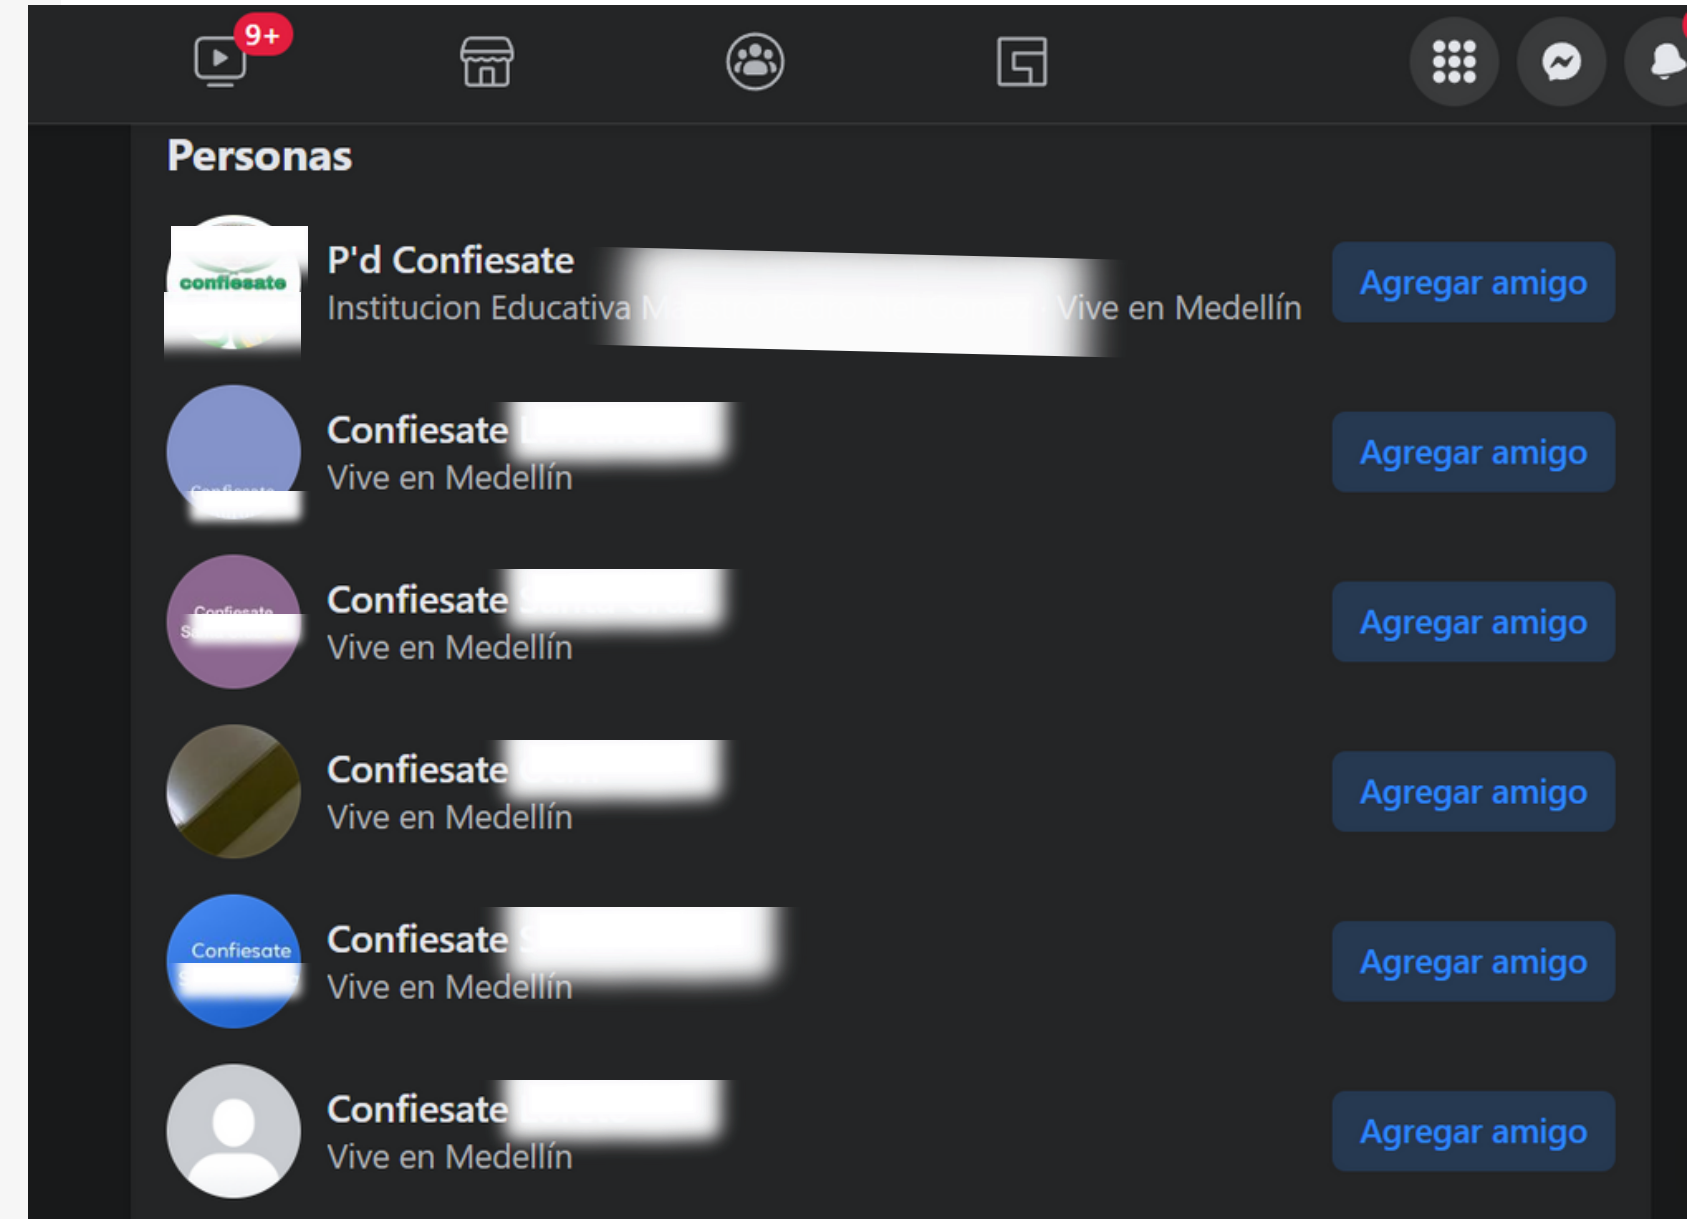 9+
Personas
confiesate
P'd Confiesate
Institucion Educativa
Vive en Medellín
Agregar amigo
Confiesate
Vive en Medellín
Agregar amigo
Confiesate
Confiesate
Vive en Medellín
Agregar amigo
Confiesate
Vive en Medellín
Agregar amigo
Confiesate
Confiesate
Vive en Medellín
Agregar amigo
Confiesate
Vive en Medellín
Agregar amigo